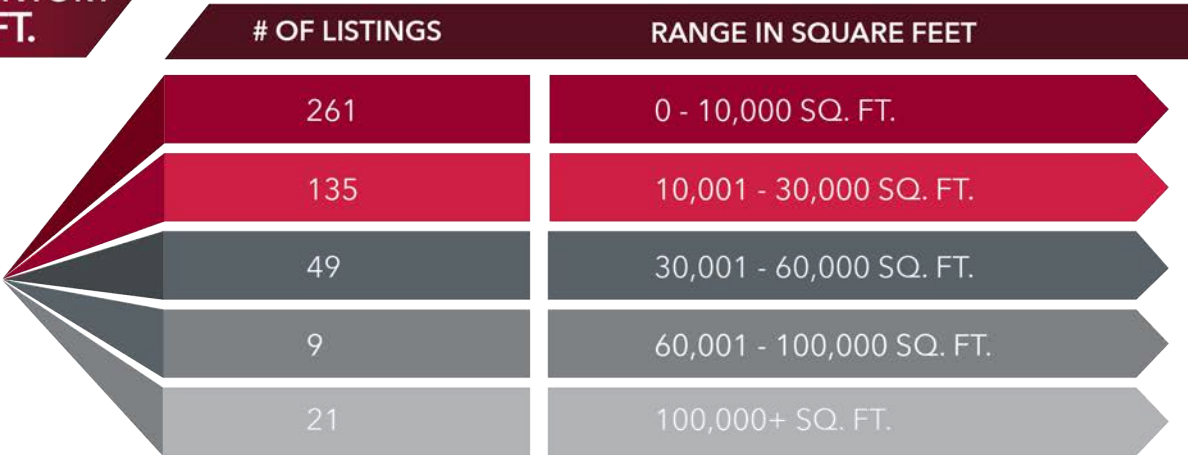 FT.
# OF LISTINGS RANGE IN SQUARE FEET
261 0 - 10,000 SQ. FT.
135 10,001 - 30,000 SQ. FT.
49 30,001 - 60,000 SQ. FT.
9 60,001 - 100,000 SQ. FT.
21 100,000+ SQ. FT.